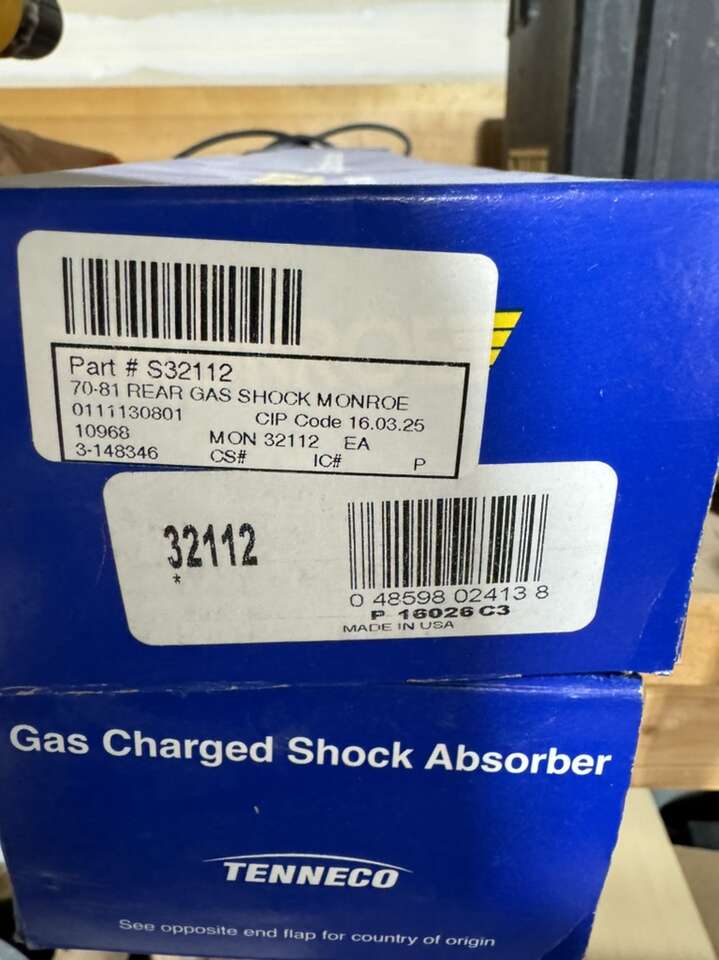 Part # S32112
70-81 REAR GAS SHOCK MONROE
0111130801 CIP Code 16.03.25
10968 MON 32112 EA
3-148346 CS# IC# P
32112
*
0 48598 02413 8
P 16026 C3
MADE IN USA
Gas Charged Shock Absorber
TENNECO
See opposite end flap for country of origin